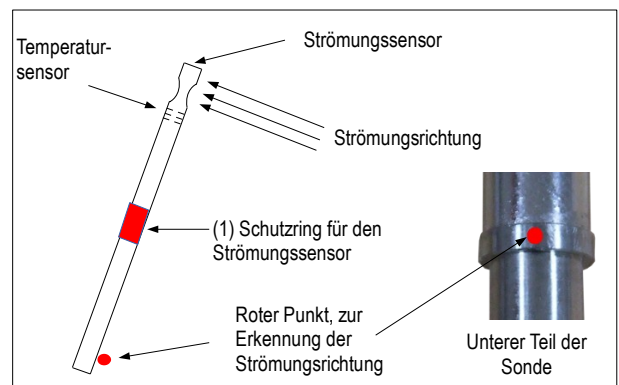 Strömungssensor
Temperatur-
sensor
Strömungsrichtung
(1) Schutzring für den
Strömungssensor
Roter Punkt, zur
Erkennung der
Strömungsrichtung
Unterer Teil der
Sonde